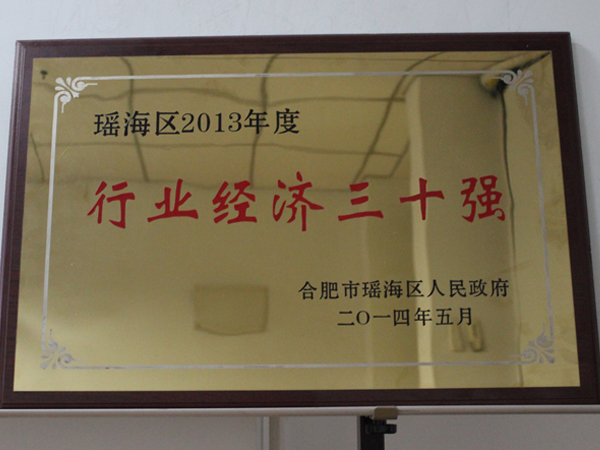 瑶海区2013年度
行业经济三十强
合肥市瑶海区人民政府
二〇一四年五月